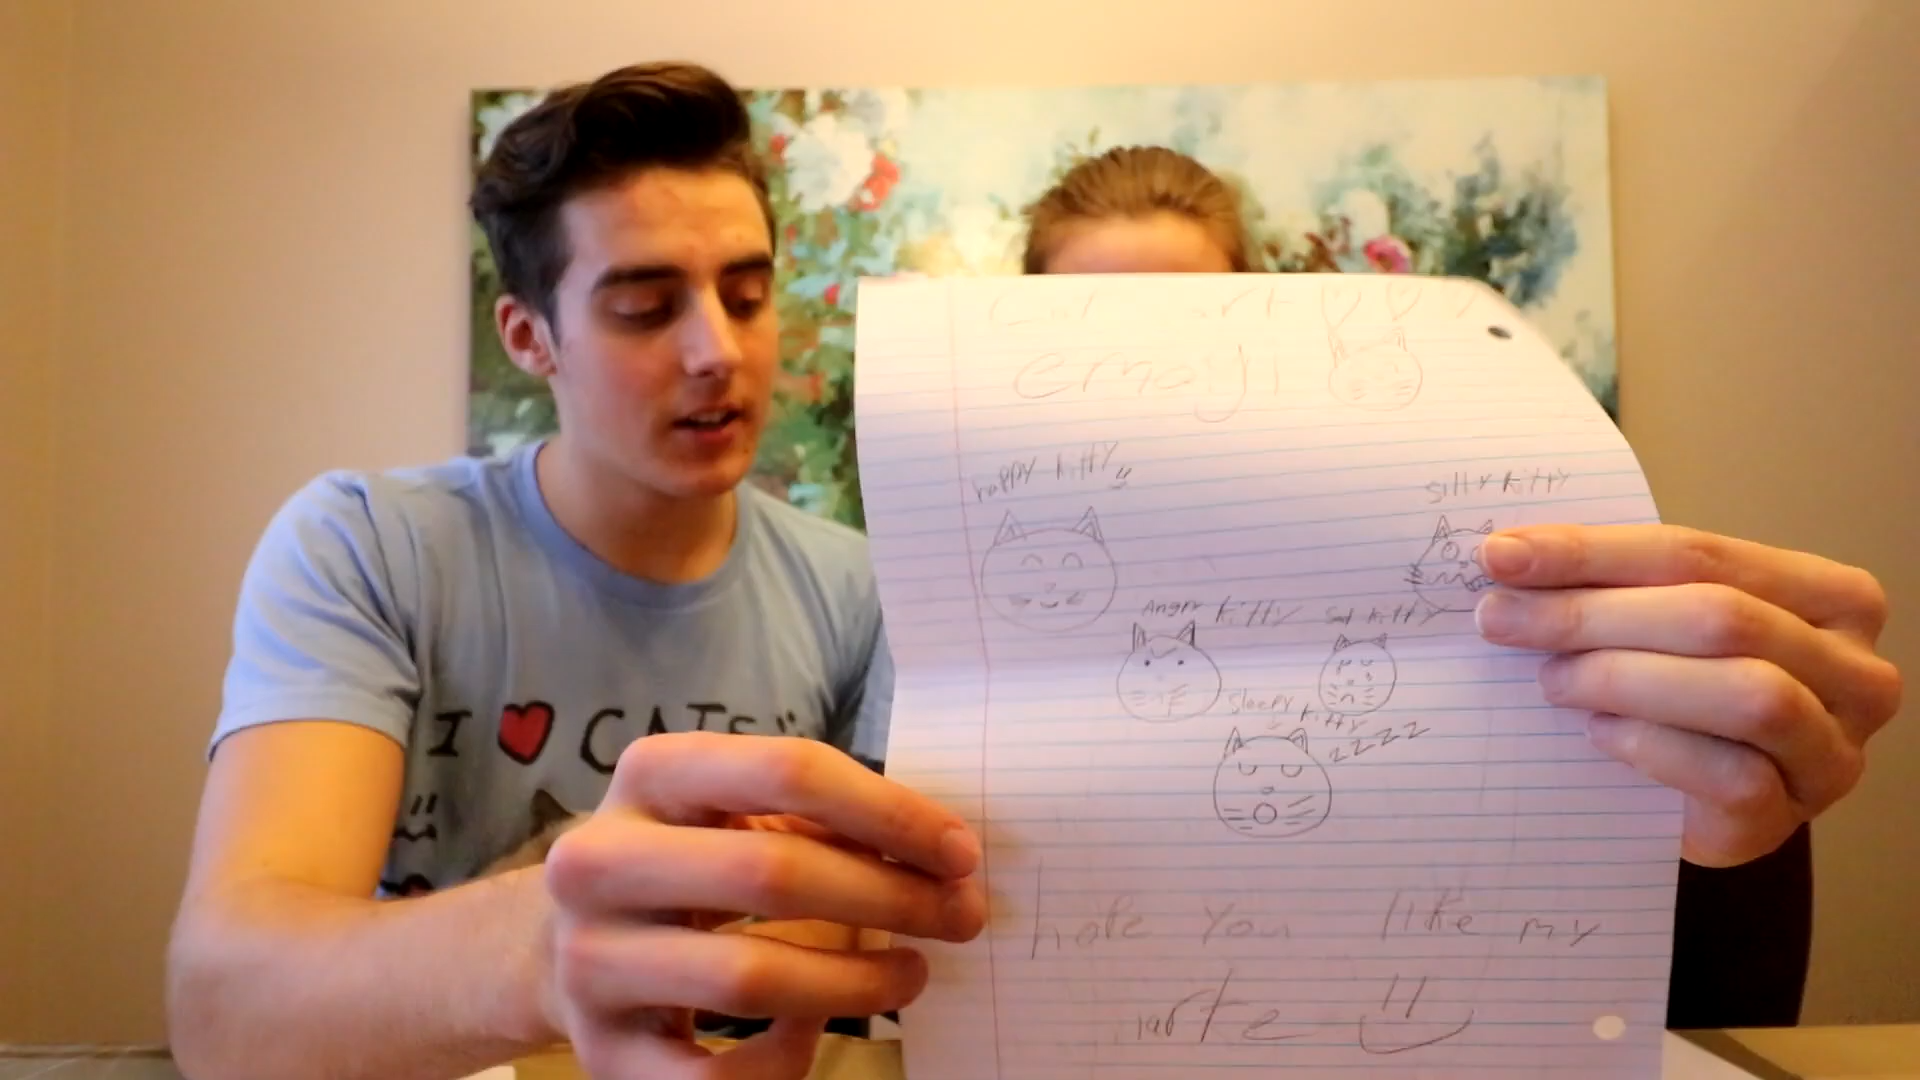 I ❤ CATS
Cat art ♡♡♡
emoji
happy kitty
silly kitty
Angry kitty
Sad kitty
Sleepy kitty
zzzz
hope you like my
arte